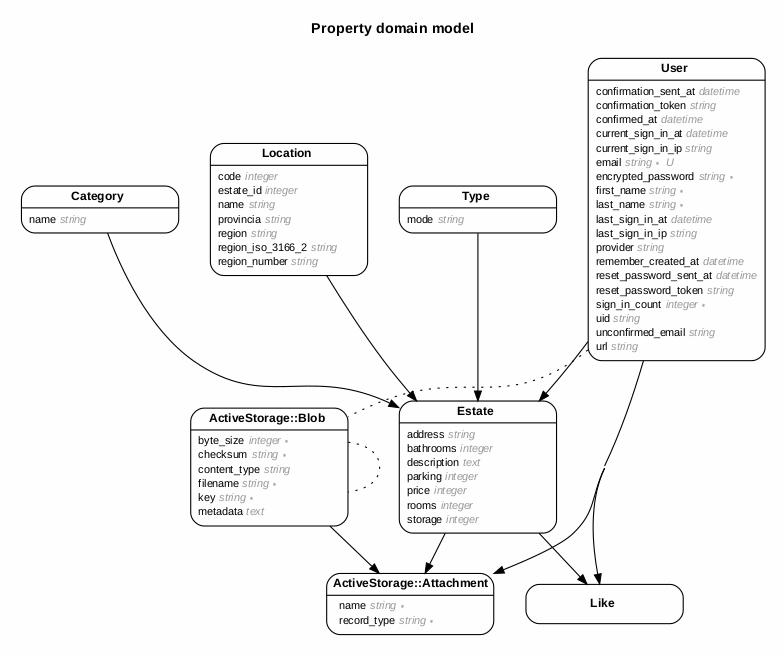 Property domain model
User
confirmation_sent_at datetime
confirmation_token string
confirmed_at datetime
current_sign_in_at datetime
current_sign_in_ip string
email string ∗ U
encrypted_password string ∗
first_name string ∗
last_name string ∗
last_sign_in_at datetime
last_sign_in_ip string
provider string
remember_created_at datetime
reset_password_sent_at datetime
reset_password_token string
sign_in_count integer ∗
uid string
unconfirmed_email string
url string
Location
code integer
estate_id integer
name string
provincia string
region string
region_iso_3166_2 string
region_number string
Category
name string
Type
mode string
ActiveStorage::Blob
byte_size integer ∗
checksum string ∗
content_type string
filename string ∗
key string ∗
metadata text
Estate
address string
bathrooms integer
description text
parking integer
price integer
rooms integer
storage integer
ActiveStorage::Attachment
name string ∗
record_type string ∗
Like